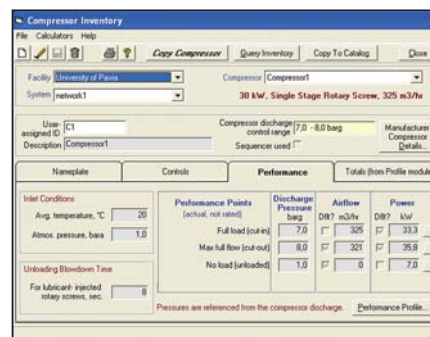 Compressor Inventory
File Calculators Help
Copy Compressor Query Inventory Copy To Catalog Close
Facility University of Pavia Compressor Compressor1
System network1 30 kW, Single Stage Rotary Screw, 325 m3/hr
User-assigned ID C1 Compressor discharge control range 7,0 - 8,0 barg Manufacturer Compressor Details...
Description Compressor1 Sequencer used
Nameplate Controls Performance Totals (from Profile module
Inlet Conditions Performance Points Discharge Pressure Airflow Power
Avg. temperature, °C 20 (actual, not rated) barg Dflt? m3/hr Dflt? kW
Atmos. pressure, bara 1,0 Full load (cut-in) 7,0 325 33,3
Max full flow (cut-out) 8,0 321 35,8
Unloading Blowdown Time No load (unloaded) 1,0 0 7,0
For lubricant-injected rotary screws, sec. 8
Pressures are referenced from the compressor discharge. Performance Profile...